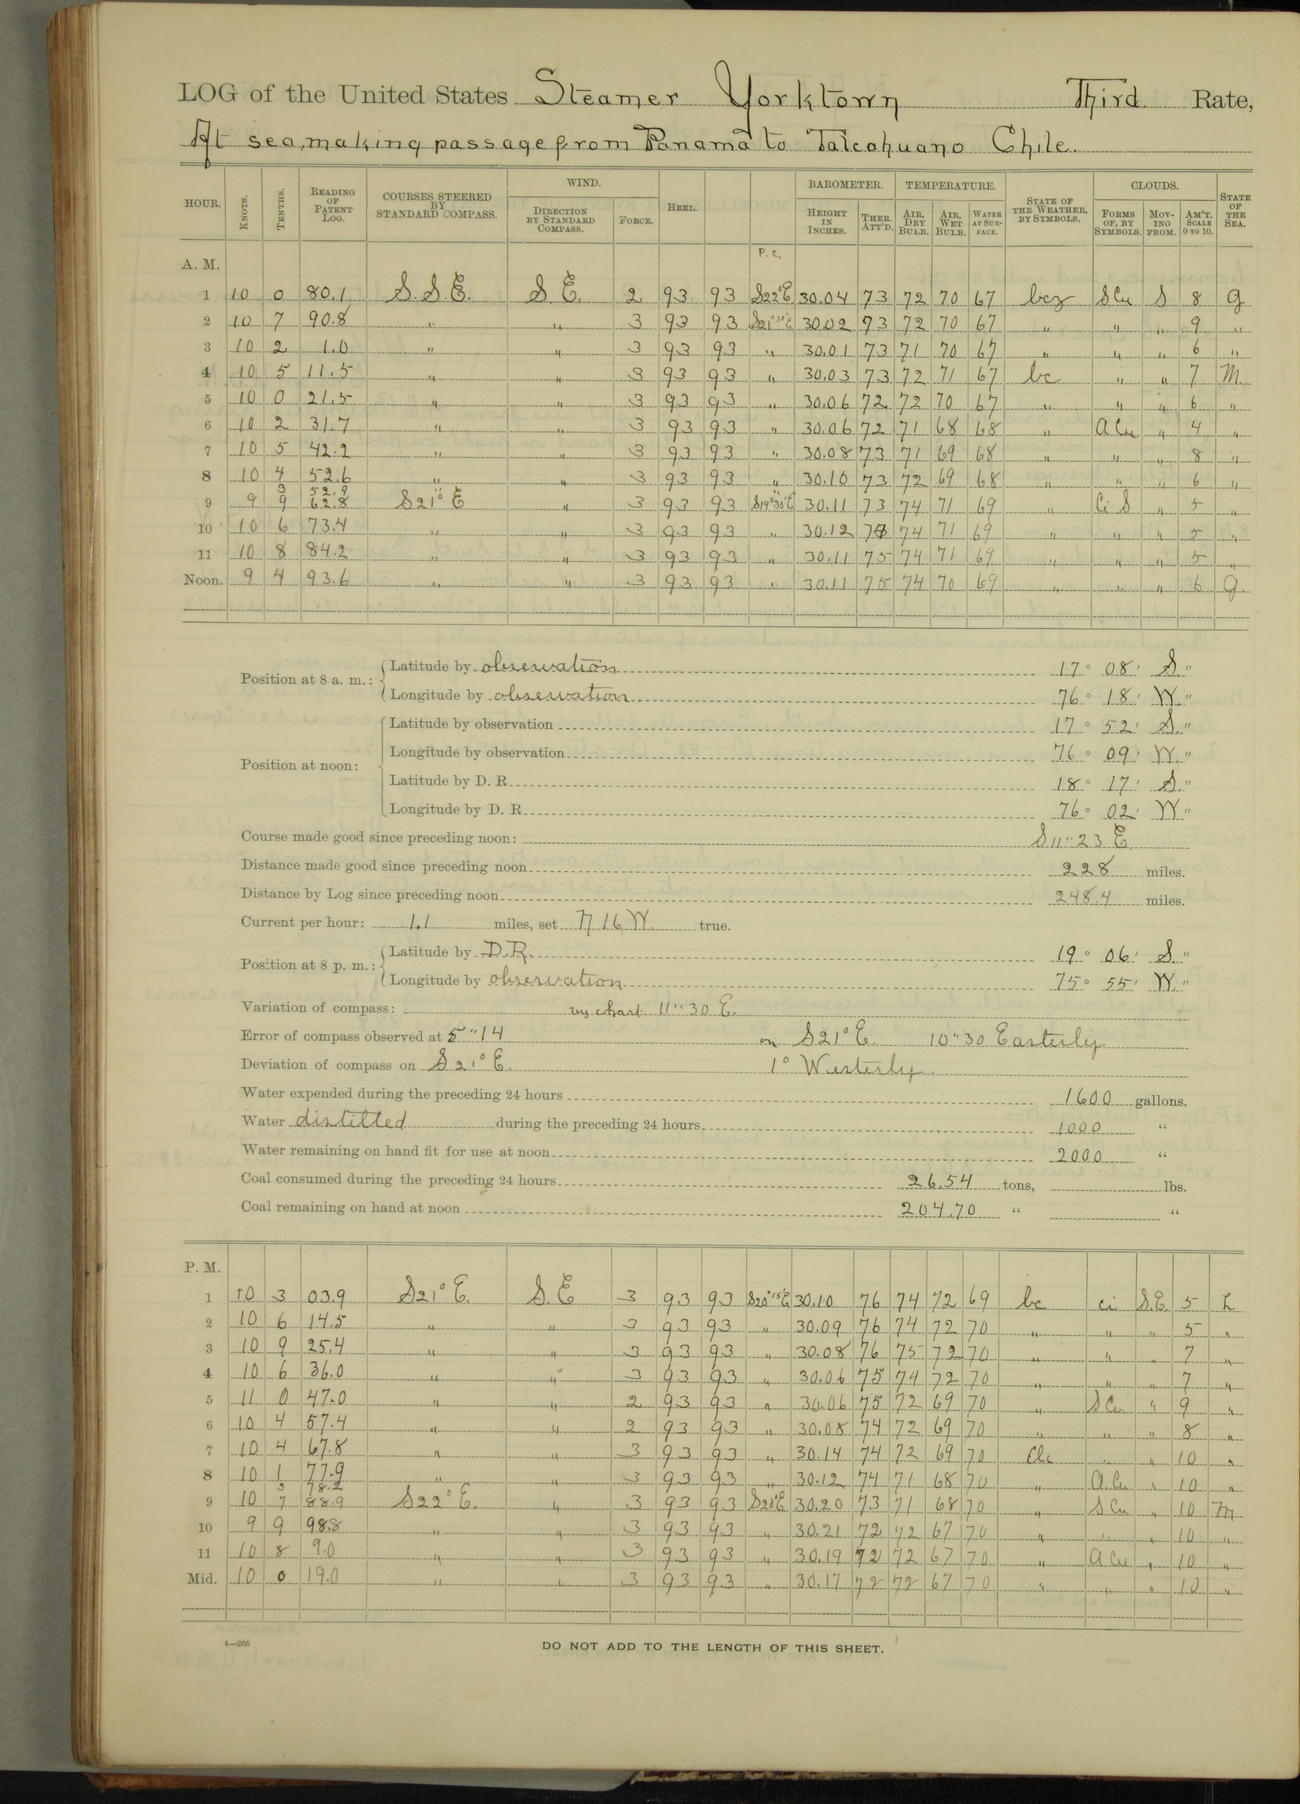 LOG of the United States Steamer Yorktown Third Rate,
At sea, making passage from Panama to Talcahuano Chile.
HOUR. KNOTS. TENTHS. READING OF PATENT LOG. COURSES STEERED BY STANDARD COMPASS. WIND. DIRECTION BY STANDARD COMPASS. FORCE. HEEL. BAROMETER. HEIGHT IN INCHES. THER. ATT'D. TEMPERATURE. AIR, DRY BULB. AIR, WET BULB. WATER AT SURFACE. STATE OF THE WEATHER, BY SYMBOLS. CLOUDS. FORMS OF, BY SYMBOLS. MOVING FROM. AM'T. SCALE 0 TO 10. STATE OF THE SEA.
P.C.
A. M.
1 10 0 80.1 S.S.E. S.E. 2 93 93 S22°E 30.04 73 72 70 67 bcz SCu S 8 G
2 10 7 90.8 " " 3 93 93 S21°30'E 30.02 73 72 70 67 " " " 9 "
3 10 2 1.0 " " 3 93 93 " 30.01 73 71 70 67 " " " 6 "
4 10 5 11.5 " " 3 93 93 " 30.03 73 72 71 67 bc " " 7 M
5 10 0 21.5 " " 3 93 93 " 30.06 72 72 70 67 " " " 6 "
6 10 2 31.7 " " 3 93 93 " 30.06 72 71 68 68 " ACu " 4 "
7 10 5 42.2 " " 3 93 93 " 30.08 73 71 69 68 " " " 8 "
8 10 4 52.6 " " 3 93 93 " 30.10 73 72 69 68 " " " 6 "
3 52.9
9 9 9 62.8 S21°E " 3 93 93 S19°30'E 30.11 73 74 71 69 " Ci S " 5 "
10 10 6 73.4 " " 3 93 93 " 30.12 74 71 69 " " " 5 "
11 10 8 84.2 " " 3 93 93 " 30.11 75 74 71 69 " " " 5 "
Noon. 9 4 93.6 " " 3 93 93 " 30.11 75 74 70 69 " " " 6 G
Position at 8 a. m.: Latitude by observation 17° 08' S."
Longitude by observation 76° 18' W."
Position at noon: Latitude by observation 17° 52' S."
Longitude by observation 76° 09' W."
Latitude by D. R. 18° 17' S."
Longitude by D. R. 76° 02' W"
Course made good since preceding noon: S 11° 23 E.
Distance made good since preceding noon 228 miles.
Distance by Log since preceding noon 248.4 miles.
Current per hour: 1.1 miles, set N 16 W. true.
Position at 8 p. m.: Latitude by D.R. 19° 06' S."
Longitude by observation 75° 55' W."
Variation of compass: by chart 11° 30 E.
Error of compass observed at 5 " 14 on S21°E. 10° 30 Easterly
Deviation of compass on S21°E. 1° Westerly.
Water expended during the preceding 24 hours 1600 gallons.
Water distilled during the preceding 24 hours 1000 "
Water remaining on hand fit for use at noon 2000 "
Coal consumed during the preceding 24 hours 26.54 tons, lbs.
Coal remaining on hand at noon 204.70 " "
P. M.
1 10 3 03.9 S21°E. S.E 3 93 93 S20°15'E 30.10 76 74 72 69 bc ci S.E. 5 L
2 10 6 14.5 " " 3 93 93 " 30.09 76 74 72 70 " " " 5 "
3 10 9 25.4 " " 3 93 93 " 30.08 76 75 72 70 " " " 7 "
4 10 6 36.0 " " 3 93 93 " 30.06 75 74 72 70 " " " 7 "
5 11 0 47.0 " " 2 93 93 " 30.06 75 72 69 70 " S Cu " 9 "
6 10 4 57.4 " " 2 93 93 " 30.08 74 72 69 70 " " " 8 "
7 10 4 67.8 " " 3 93 93 " 30.14 74 72 69 70 " " 10 "
8 10 1 77.9 " " 3 93 93 " 30.12 74 71 68 70 " A.Cu " 10 "
3 78.2
9 10 7 88.9 S22°E. " 3 93 93 S20°E 30.20 73 71 68 70 " S Cu " 10 M
10 9 9 98.8 " " 3 93 93 " 30.21 72 72 67 70 " " " 10 "
11 10 8 9.0 " " 3 93 93 " 30.19 72 72 67 70 " A Cu " 10 "
Mid. 10 0 19.0 " " 3 93 93 " 30.17 72 72 67 70 " " " 10 "
4—265
DO NOT ADD TO THE LENGTH OF THIS SHEET.